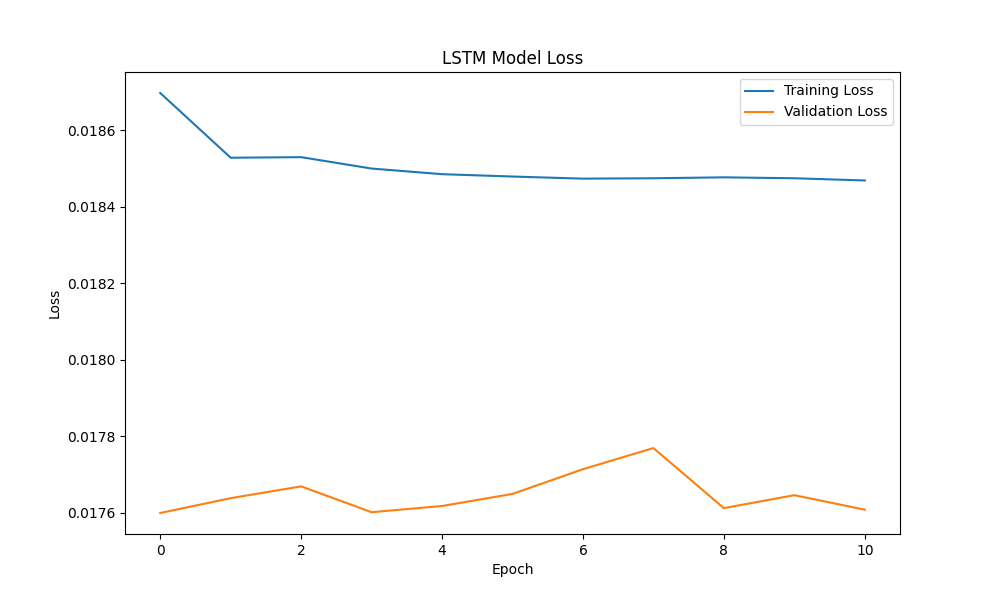 LSTM Model Loss
Training Loss
Validation Loss
0.0186
0.0184
0.0182
0.0180
0.0178
0.0176
Loss
0 2 4 6 8 10
Epoch